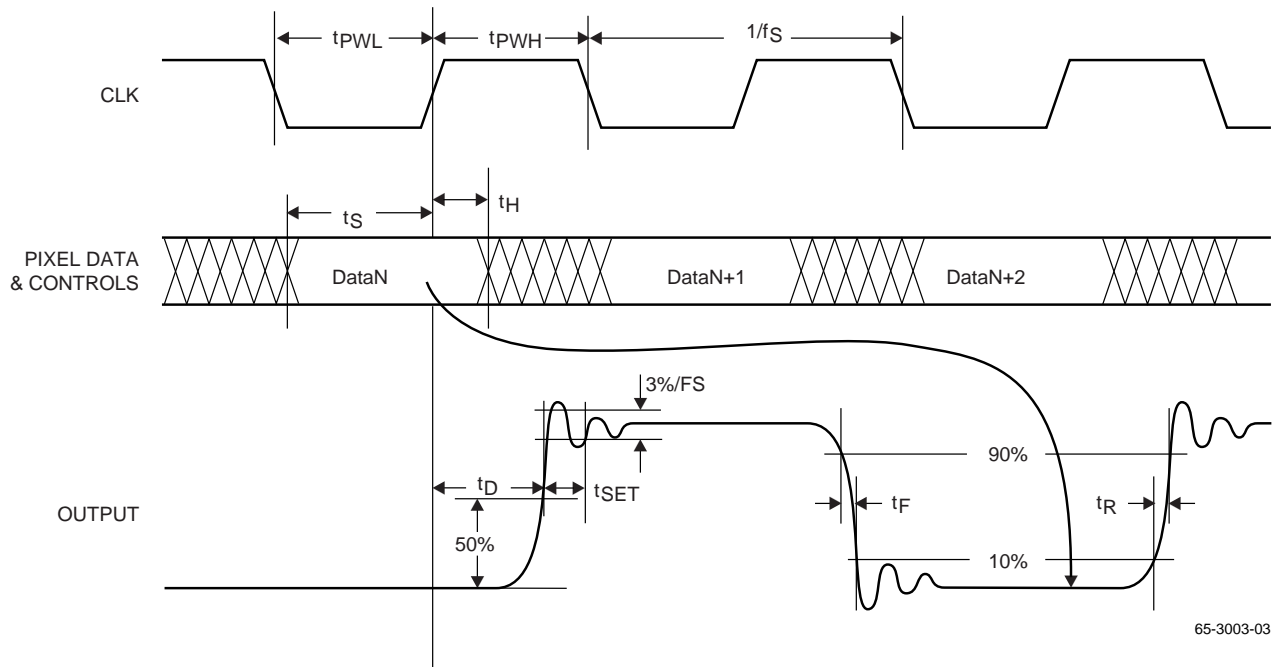 tPWL
tPWH
1/fS
CLK
tS
tH
PIXEL DATA
& CONTROLS
DataN
DataN+1
DataN+2
3%/FS
90%
tD
tSET
tF
tR
OUTPUT
50%
10%
65-3003-03